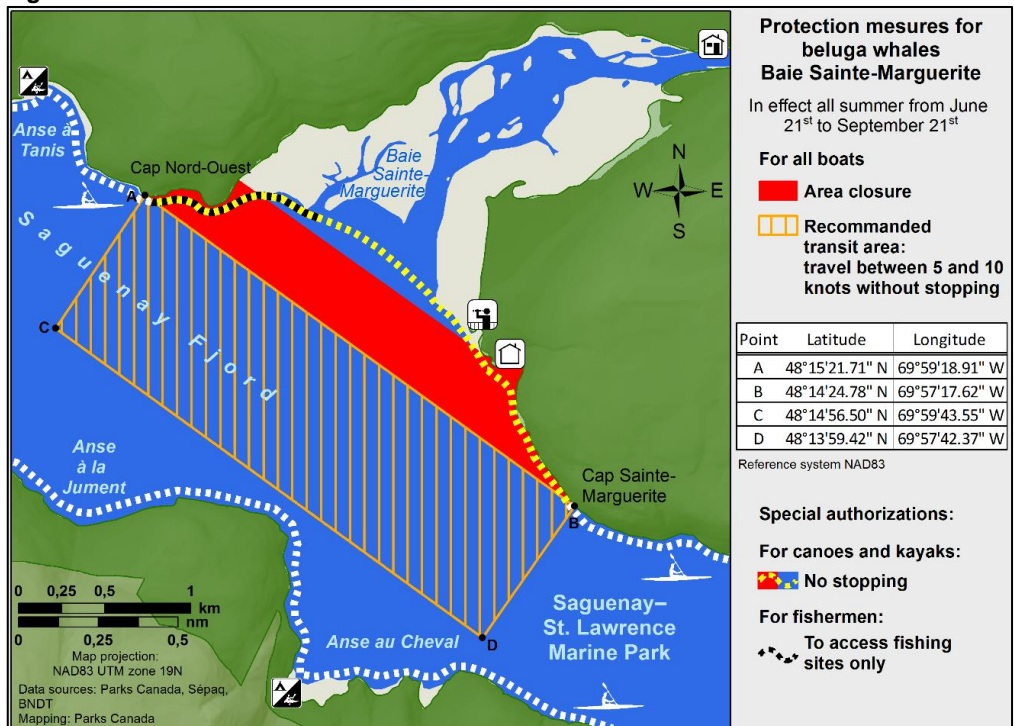 Protection mesures for
beluga whales
Baie Sainte-Marguerite
In effect all summer from June
21st to September 21st
For all boats
Area closure
Recommanded
transit area:
travel between 5 and 10
knots without stopping
Point Latitude Longitude
A 48°15'21.71" N 69°59'18.91" W
B 48°14'24.78" N 69°57'17.62" W
C 48°14'56.50" N 69°59'43.55" W
D 48°13'59.42" N 69°57'42.37" W
Reference system NAD83
Special authorizations:
For canoes and kayaks:
No stopping
For fishermen:
To access fishing
sites only
Anse à
Tanis
Cap Nord-Ouest
Baie
Sainte-
Marguerite
N
W E
S
A
Saguenay Fjord
C
Anse
à la
Jument
Cap Sainte-
Marguerite
B
Saguenay–
St. Lawrence
Marine Park
Anse au Cheval
D
0 0,25 0,5 1
km
nm
0 0,25 0,5
Map projection:
NAD83 UTM zone 19N
Data sources: Parks Canada, Sépaq,
BNDT
Mapping: Parks Canada